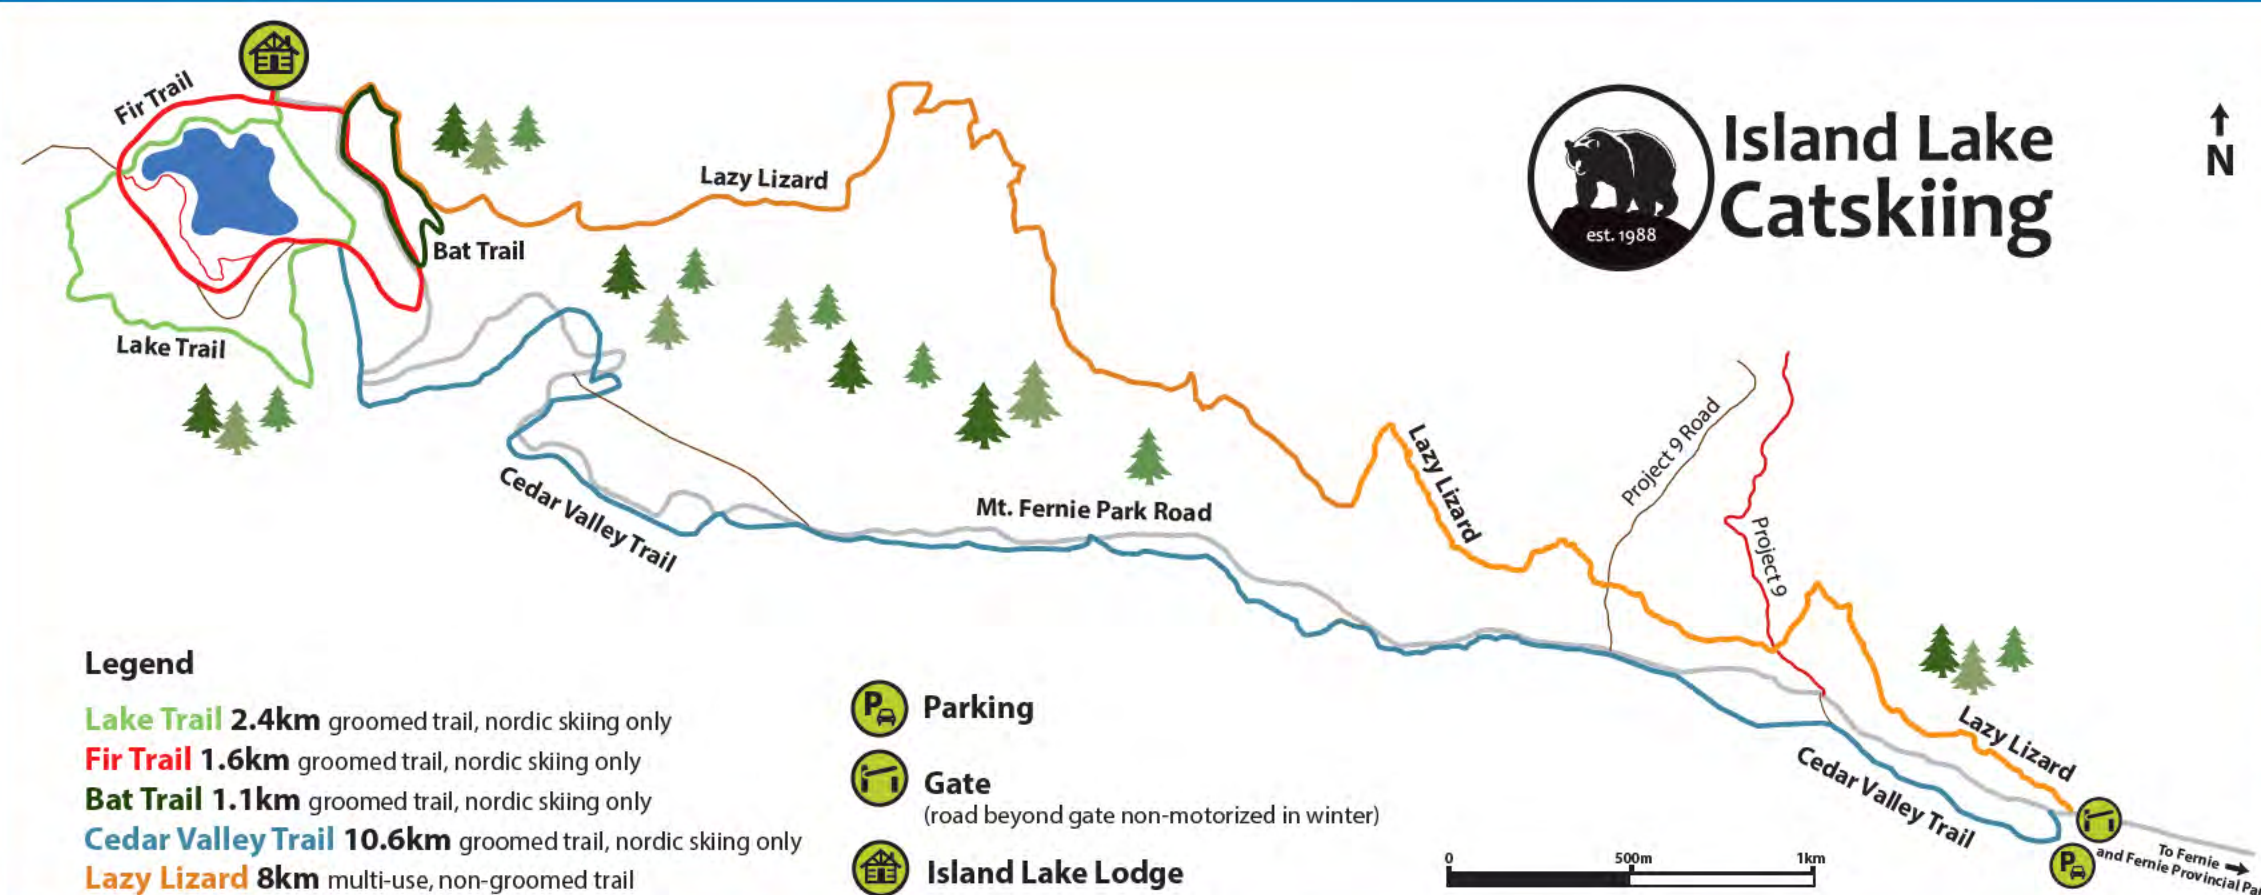 Fir Trail
Lazy Lizard
Bat Trail
Lake Trail
Island Lake
Catskiing
est. 1988
N
Lazy Lizard
Project 9 Road
Project 9
Cedar Valley Trail
Mt. Fernie Park Road
Lazy Lizard
Cedar Valley Trail
Legend
Lake Trail 2.4km groomed trail, nordic skiing only
Fir Trail 1.6km groomed trail, nordic skiing only
Bat Trail 1.1km groomed trail, nordic skiing only
Cedar Valley Trail 10.6km groomed trail, nordic skiing only
Lazy Lizard 8km multi-use, non-groomed trail
P
Parking
Gate
(road beyond gate non-motorized in winter)
Island Lake Lodge
0 500m 1km
P
To Fernie
and Fernie Provincial Par